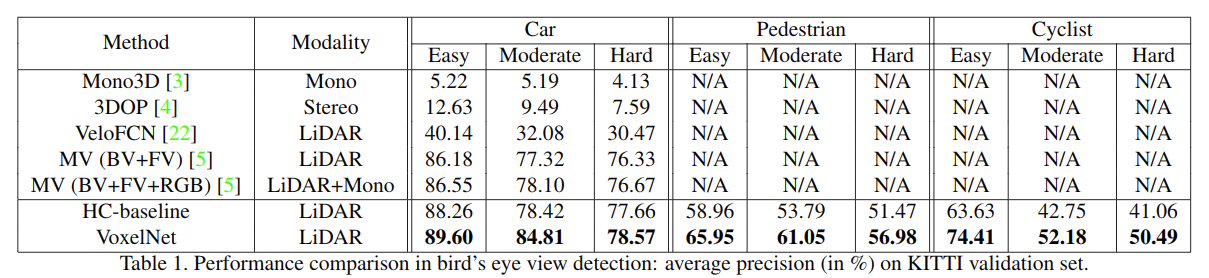 Method Modality Car Pedestrian Cyclist
Easy Moderate Hard Easy Moderate Hard Easy Moderate Hard
Mono3D [3] Mono 5.22 5.19 4.13 N/A N/A N/A N/A N/A N/A
3DOP [4] Stereo 12.63 9.49 7.59 N/A N/A N/A N/A N/A N/A
VeloFCN [22] LiDAR 40.14 32.08 30.47 N/A N/A N/A N/A N/A N/A
MV (BV+FV) [5] LiDAR 86.18 77.32 76.33 N/A N/A N/A N/A N/A N/A
MV (BV+FV+RGB) [5] LiDAR+Mono 86.55 78.10 76.67 N/A N/A N/A N/A N/A N/A
HC-baseline LiDAR 88.26 78.42 77.66 58.96 53.79 51.47 63.63 42.75 41.06
VoxelNet LiDAR 89.60 84.81 78.57 65.95 61.05 56.98 74.41 52.18 50.49
Table 1. Performance comparison in bird's eye view detection: average precision (in %) on KITTI validation set.